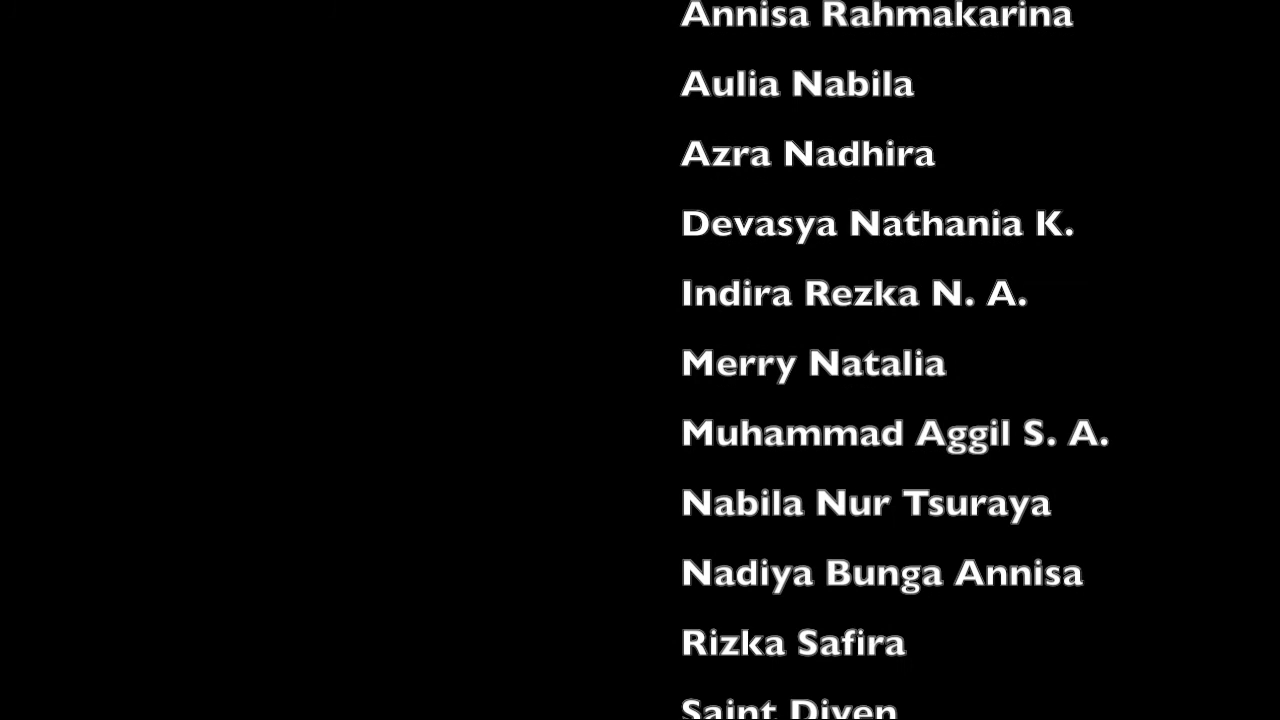 Annisa Rahmakarina
Aulia Nabila
Azra Nadhira
Devasya Nathania K.
Indira Rezka N. A.
Merry Natalia
Muhammad Aggil S. A.
Nabila Nur Tsuraya
Nadiya Bunga Annisa
Rizka Safira
Saint Diven